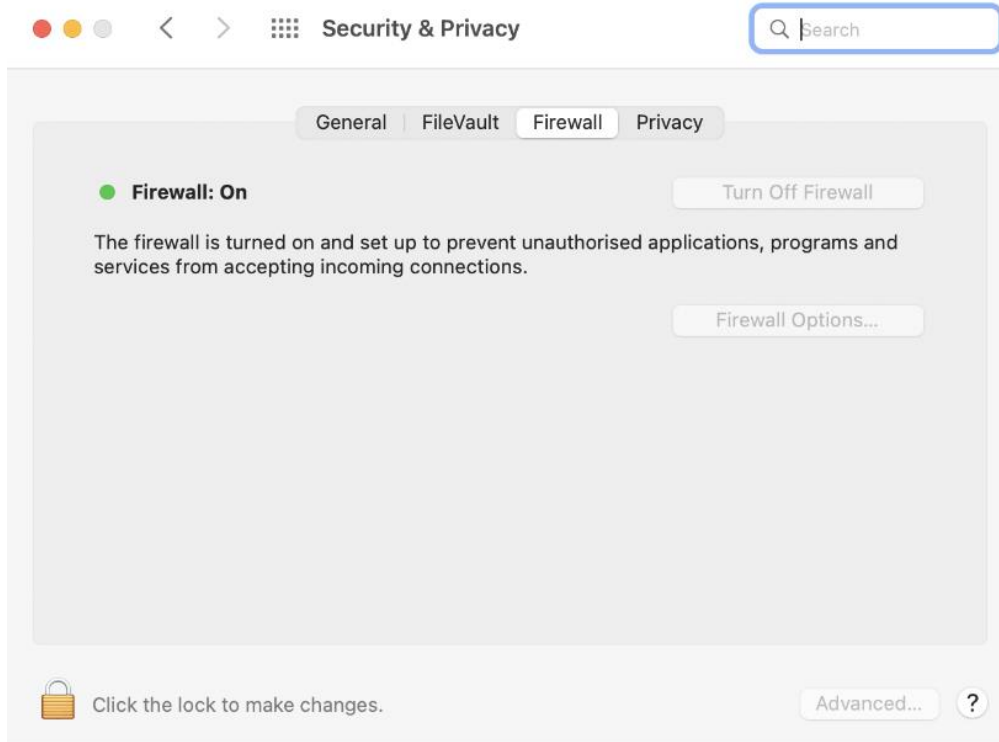 Security & Privacy
Search
General
FileVault
Firewall
Privacy
Firewall: On
Turn Off Firewall
The firewall is turned on and set up to prevent unauthorised applications, programs and
services from accepting incoming connections.
Firewall Options...
Click the lock to make changes.
Advanced...
?